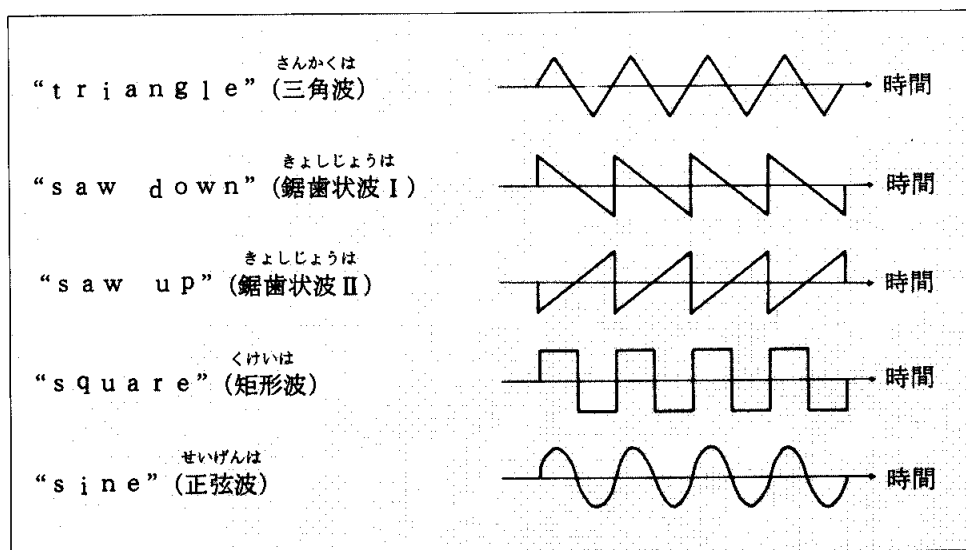 さんかくは
“triangle”(三角波) 時間
きょしじょうは
“saw down”(鋸歯状波Ⅰ) 時間
きょしじょうは
“saw up”(鋸歯状波Ⅱ) 時間
くけいは
“square”(矩形波) 時間
せいげんは
“sine”(正弦波) 時間